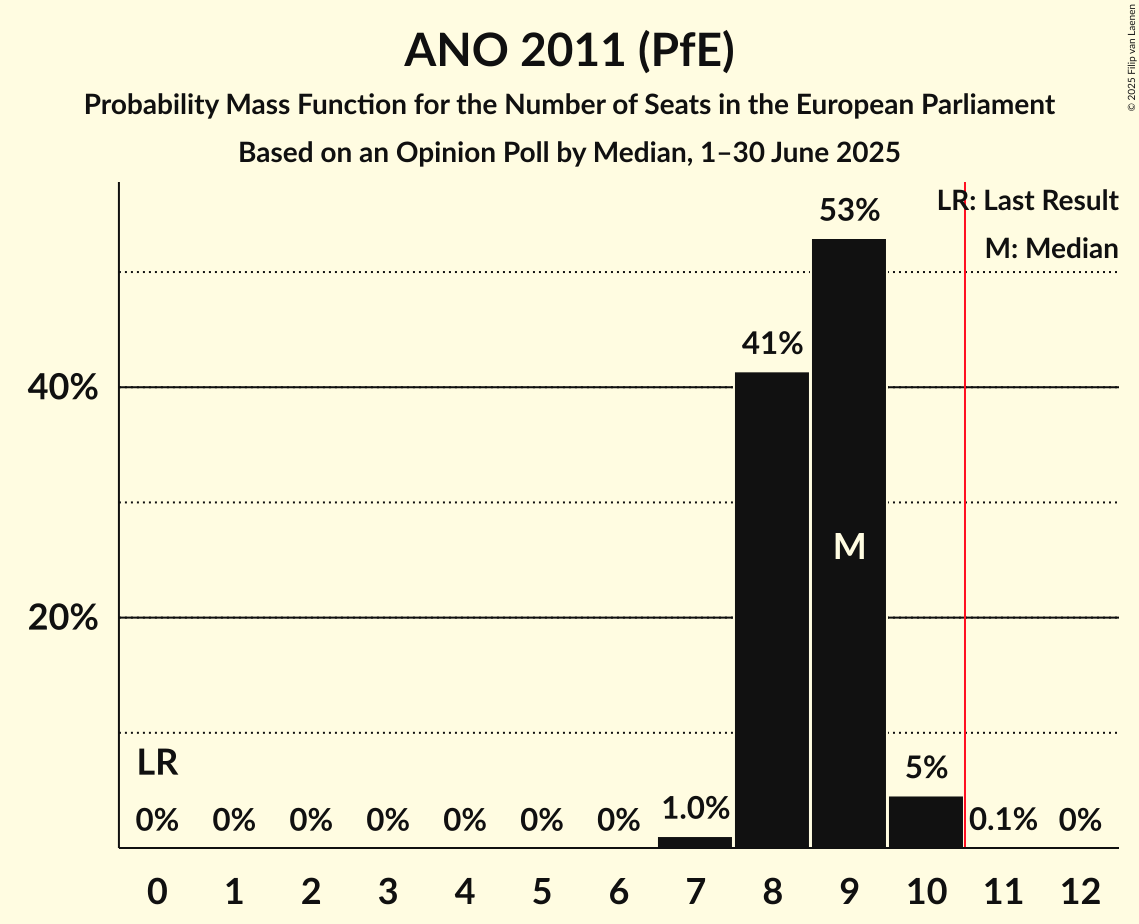 ANO 2011 (PfE)
Probability Mass Function for the Number of Seats in the European Parliament
Based on an Opinion Poll by Median, 1–30 June 2025
© 2025 Filip van Laenen
LR: Last Result
M: Median
53%
41%
40%
M
20%
LR
5%
0% 0% 0% 0% 0% 0% 0% 1.0% 0.1% 0%
0 1 2 3 4 5 6 7 8 9 10 11 12